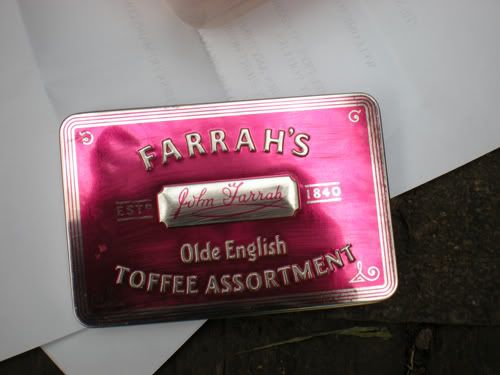 FARRAH'S
ESTD John Farrah 1840
Olde English
TOFFEE ASSORTMENT